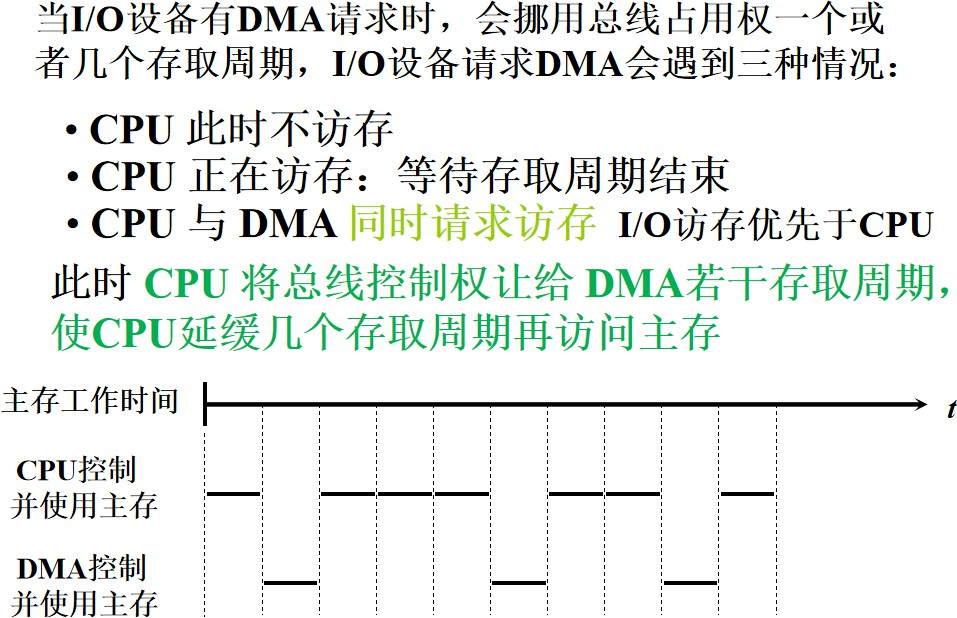 当I/O设备有DMA请求时，会挪用总线占用权一个或
者几个存取周期，I/O设备请求DMA会遇到三种情况：
• CPU 此时不访存
• CPU 正在访存：等待存取周期结束
• CPU 与 DMA 同时请求访存 I/O访存优先于CPU
此时 CPU 将总线控制权让给 DMA若干存取周期，
使CPU延缓几个存取周期再访问主存
主存工作时间
t
CPU控制
并使用主存
DMA控制
并使用主存